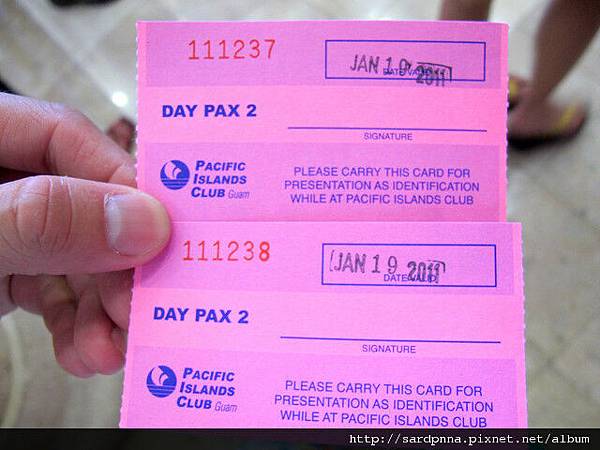 111237
JAN 19 2011
DATE VALID
DAY PAX 2
SIGNATURE
PACIFIC
ISLANDS
CLUB Guam
PLEASE CARRY THIS CARD FOR
PRESENTATION AS IDENTIFICATION
WHILE AT PACIFIC ISLANDS CLUB
111238
JAN 19 2011
DATE VALID
DAY PAX 2
SIGNATURE
PACIFIC
ISLANDS
CLUB Guam
PLEASE CARRY THIS CARD FOR
PRESENTATION AS IDENTIFICATION
WHILE AT PACIFIC ISLANDS CLUB
http://sardpnna.pixnet.net/album